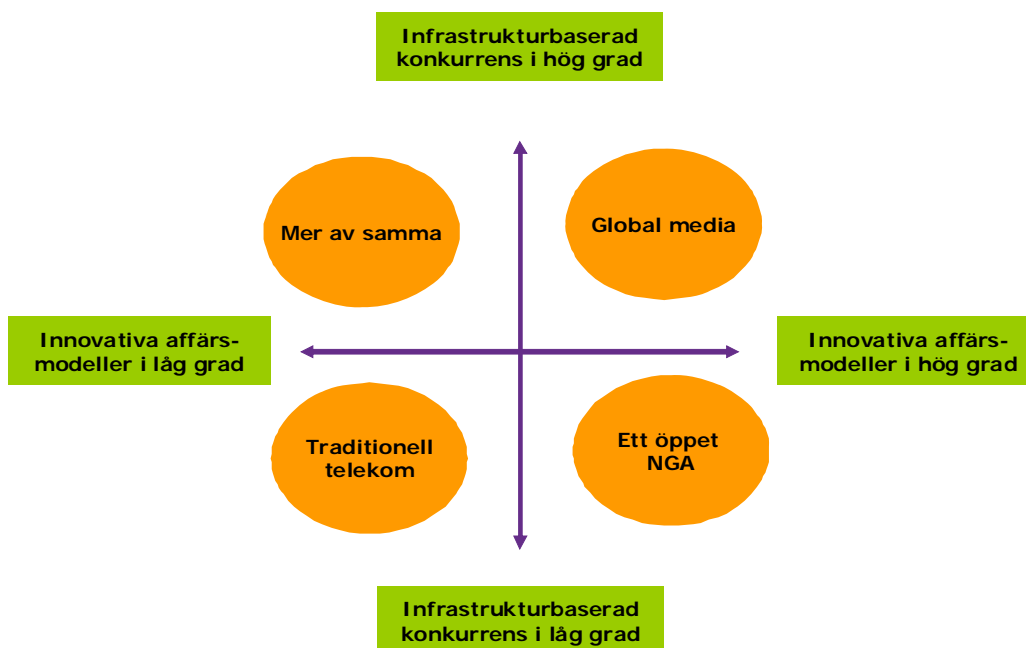 Infrastrukturbaserad
konkurrens i hög grad
Mer av samma
Global media
Innovativa affärs-
modeller i låg grad
Innovativa affärs-
modeller i hög grad
Traditionell
telekom
Ett öppet
NGA
Infrastrukturbaserad
konkurrens i låg grad